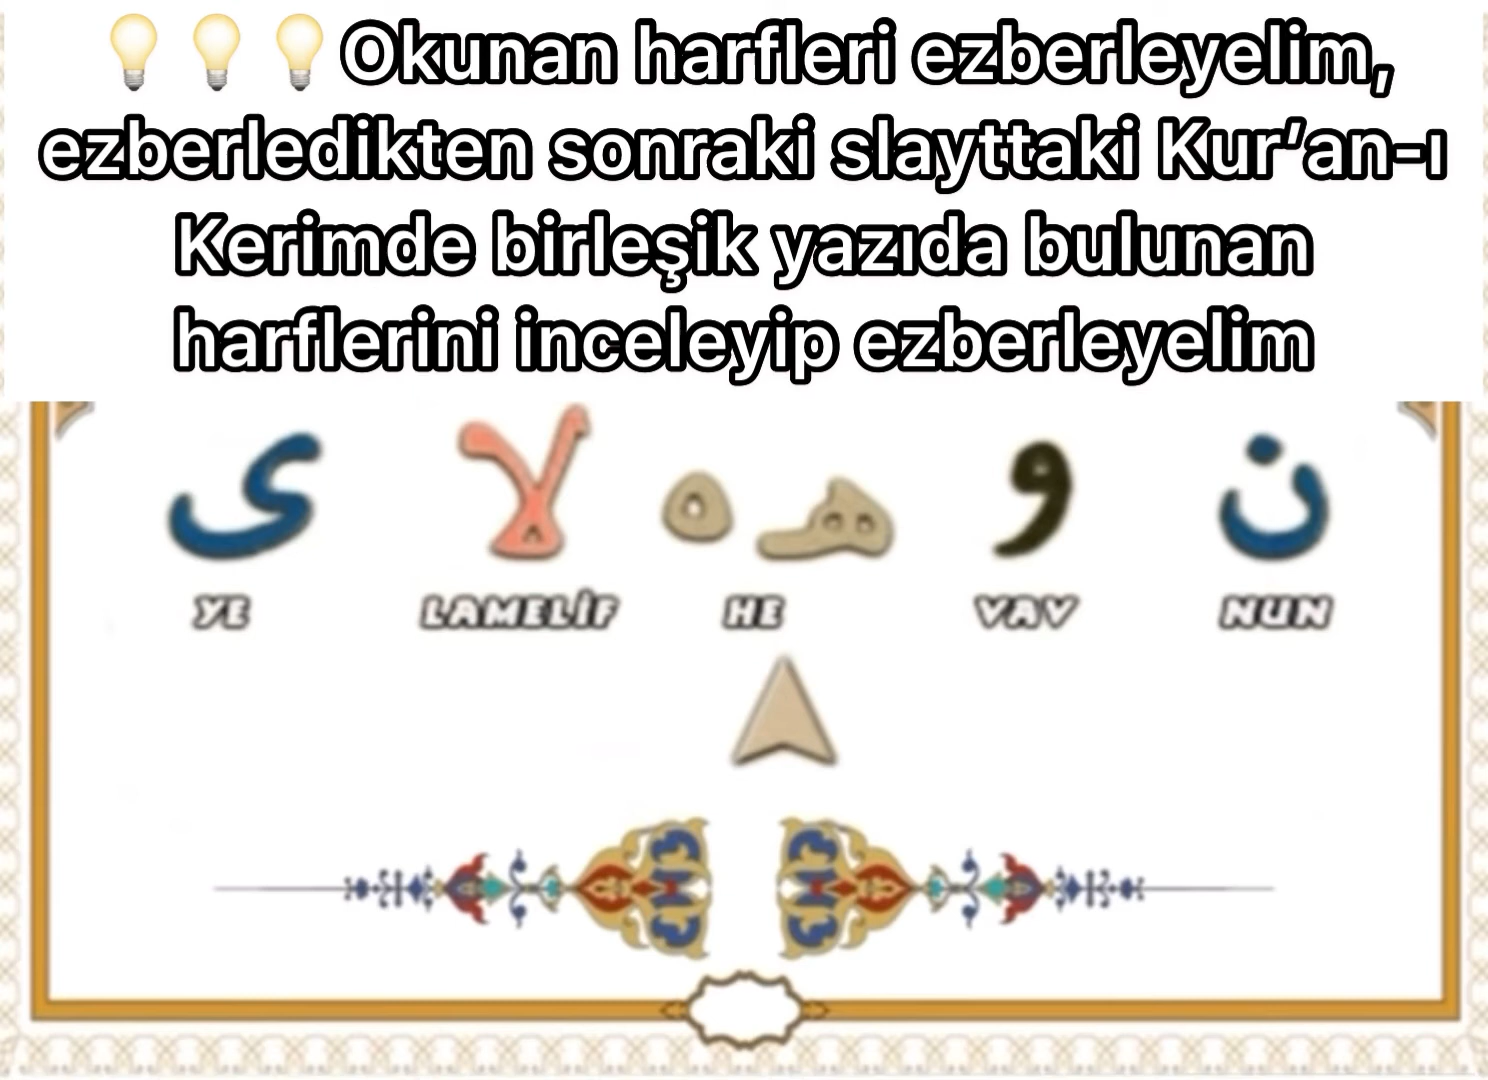 💡💡💡Okunan harfleri ezberleyelim,
ezberledikten sonraki slayttaki Kur’an-ı
Kerimde birleşik yazıda bulunan
harflerini inceleyip ezberleyelim
ن و هـ ه لا ى
YE LAMELİF HE VAV NUN